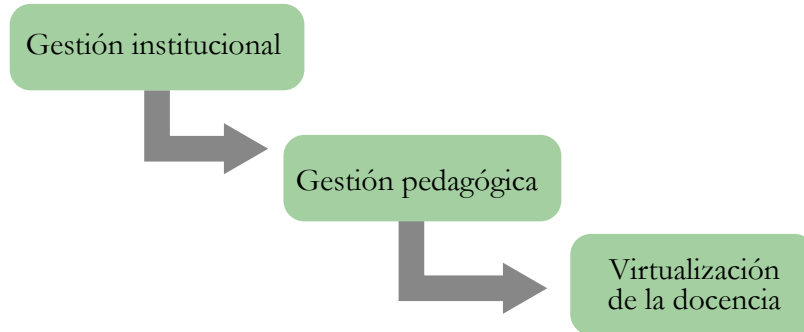 Gestión institucional
Gestión pedagógica
Virtualización
de la docencia